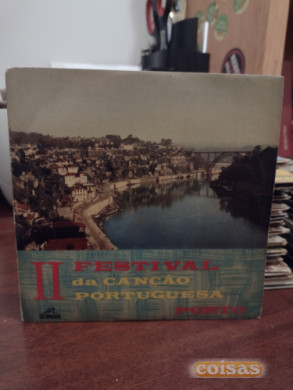 II FESTIVAL
da CANÇÃO
PORTUGUESA
PORTO
coisas